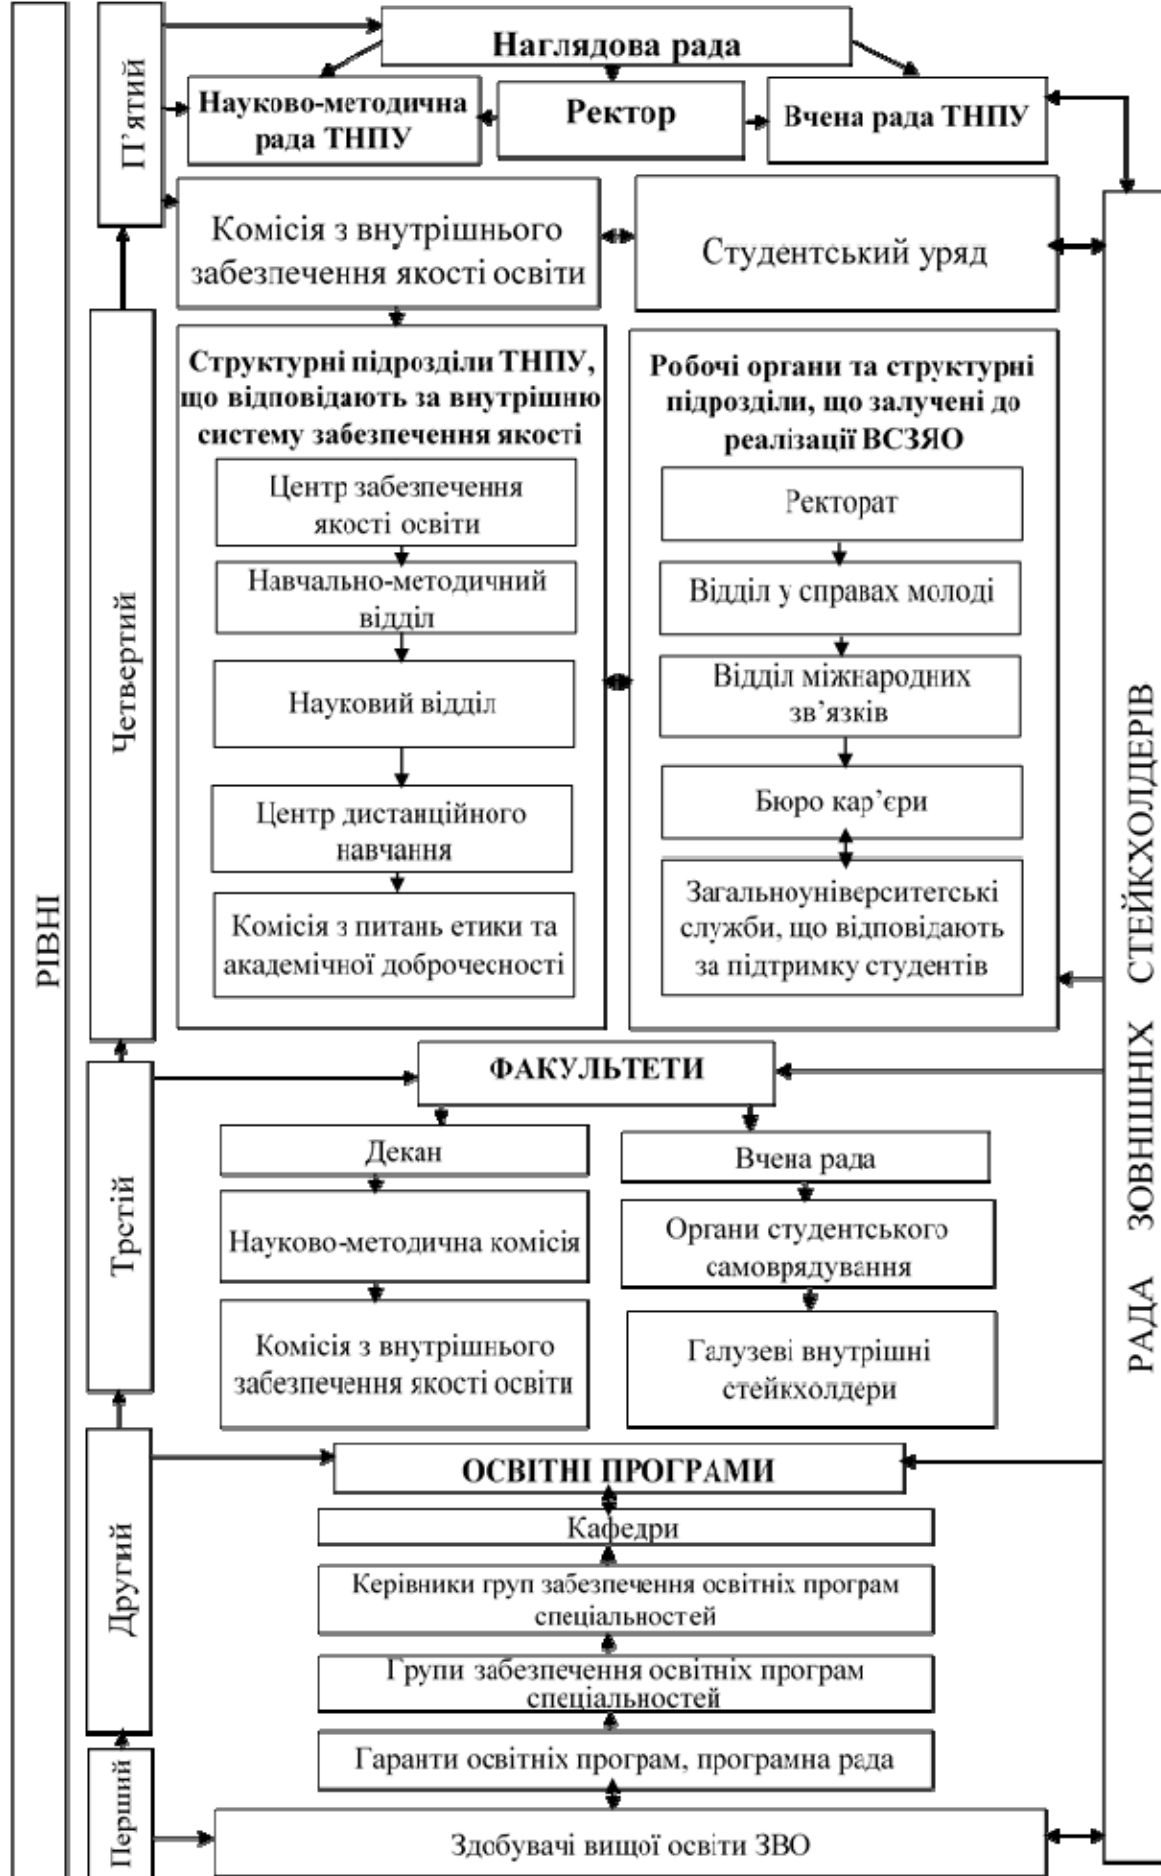 РІВНІ
П’ятий
Наглядова рада
Науково-методична
рада ТНПУ
Ректор
Вчена рада ТНПУ
Комісія з внутрішнього
забезпечення якості освіти
Студентський уряд
Четвертий
Структурні підрозділи ТНПУ,
що відповідають за внутрішню
систему забезпечення якості
Центр забезпечення
якості освіти
Навчально-методичний
відділ
Науковий відділ
Центр дистанційного
навчання
Комісія з питань етики та
академічної доброчесності
Робочі органи та структурні
підрозділи, що залучені до
реалізації ВСЗЯО
Ректорат
Відділ у справах молоді
Відділ міжнародних
зв’язків
Бюро кар’єри
Загальноуніверситетські
служби, що відповідають
за підтримку студентів
Третій
ФАКУЛЬТЕТИ
Декан
Науково-методична комісія
Комісія з внутрішнього
забезпечення якості освіти
Вчена рада
Органи студентського
самоврядування
Галузеві внутрішні
стейкхолдери
Другий
ОСВІТНІ ПРОГРАМИ
Кафедри
Керівники груп забезпечення освітніх програм
спеціальностей
Групи забезпечення освітніх програм
спеціальностей
Гаранти освітніх програм, програмна рада
Перший
Здобувачі вищої освіти ЗВО
РАДА ЗОВНІШНІХ СТЕЙКХОЛДЕРІВ